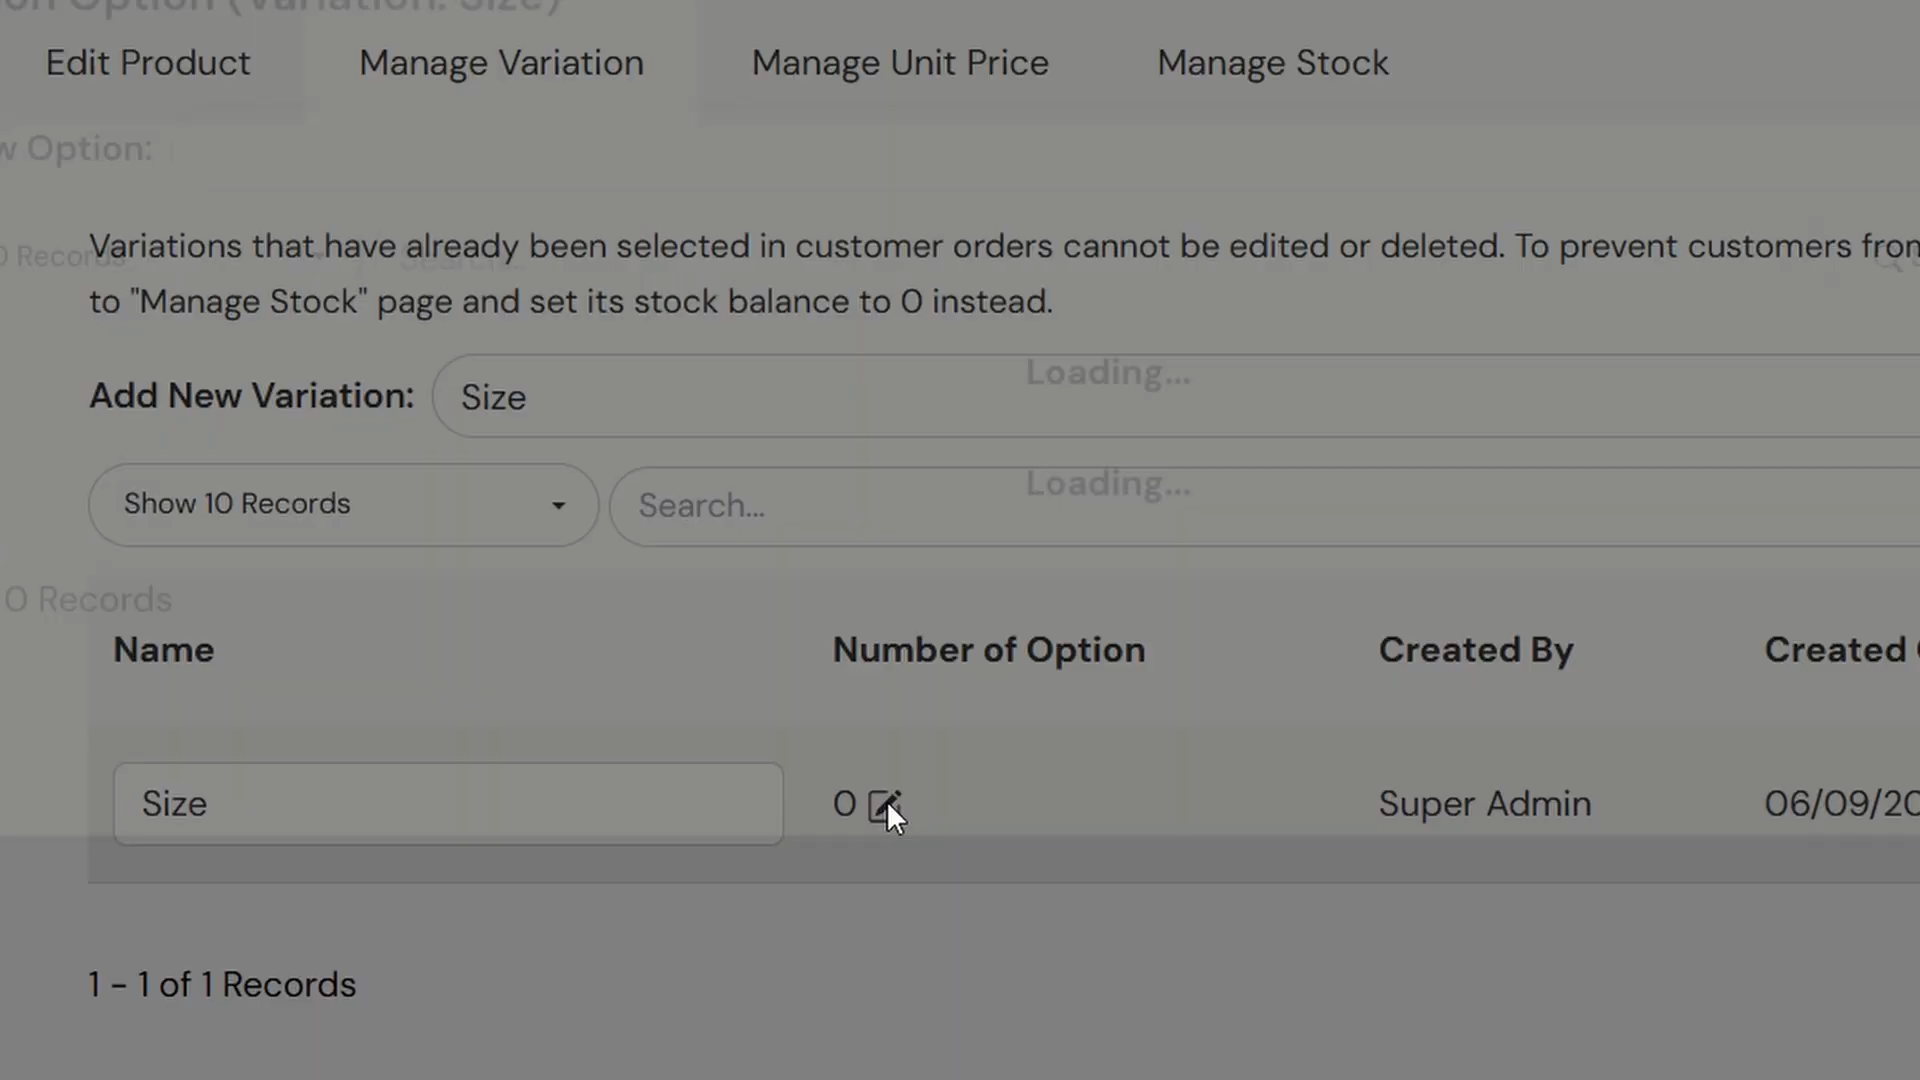 Option (Variation: Size)
Edit Product
Manage Variation
Manage Unit Price
Manage Stock
Option:
Variations that have already been selected in customer orders cannot be edited or deleted. To prevent customers from
to "Manage Stock" page and set its stock balance to 0 instead.
0 Records
Search...
Loading...
Add New Variation:
Size
Loading...
Show 10 Records
Search...
0 Records
Name
Number of Option
Created By
Created
Size
0
Super Admin
06/09/20
1 - 1 of 1 Records